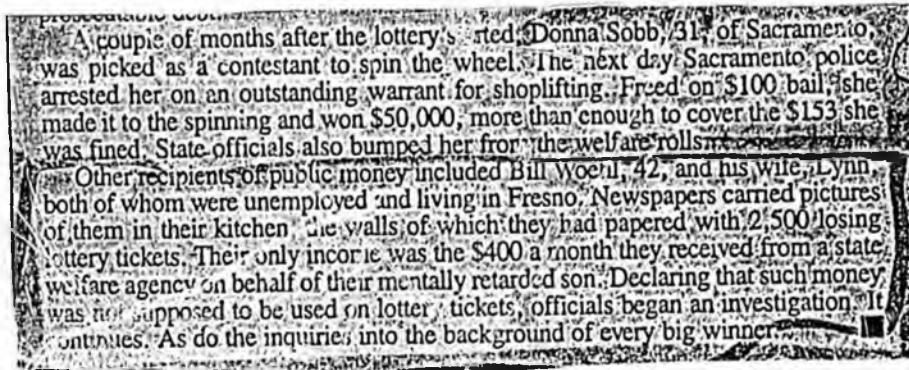 A couple of months after the lottery s rted, Donna Sobb, 31, of Sacramento,
was picked as a contestant to spin the wheel. The next day Sacramento police
arrested her on an outstanding warrant for shoplifting. Freed on $100 bail, she
made it to the spinning and won $50,000, more than enough to cover the $153 she
was fined. State officials also bumped her from the welfare rolls.
Other recipients of public money included Bill 42, and his wife, Lynn,
both of whom were unemployed and living in Fresno. Newspapers carried pictures
of them in their kitchen the walls of which they had papered with 2,500 losing
lottery tickets. Their only income was the $400 a month they received from a state
welfare agency on behalf of their mentally retarded son. Declaring that such money
was not supposed to be used on lottery tickets, officials began an investigation. It
continues. As do the inquiries into the background of every big winner.